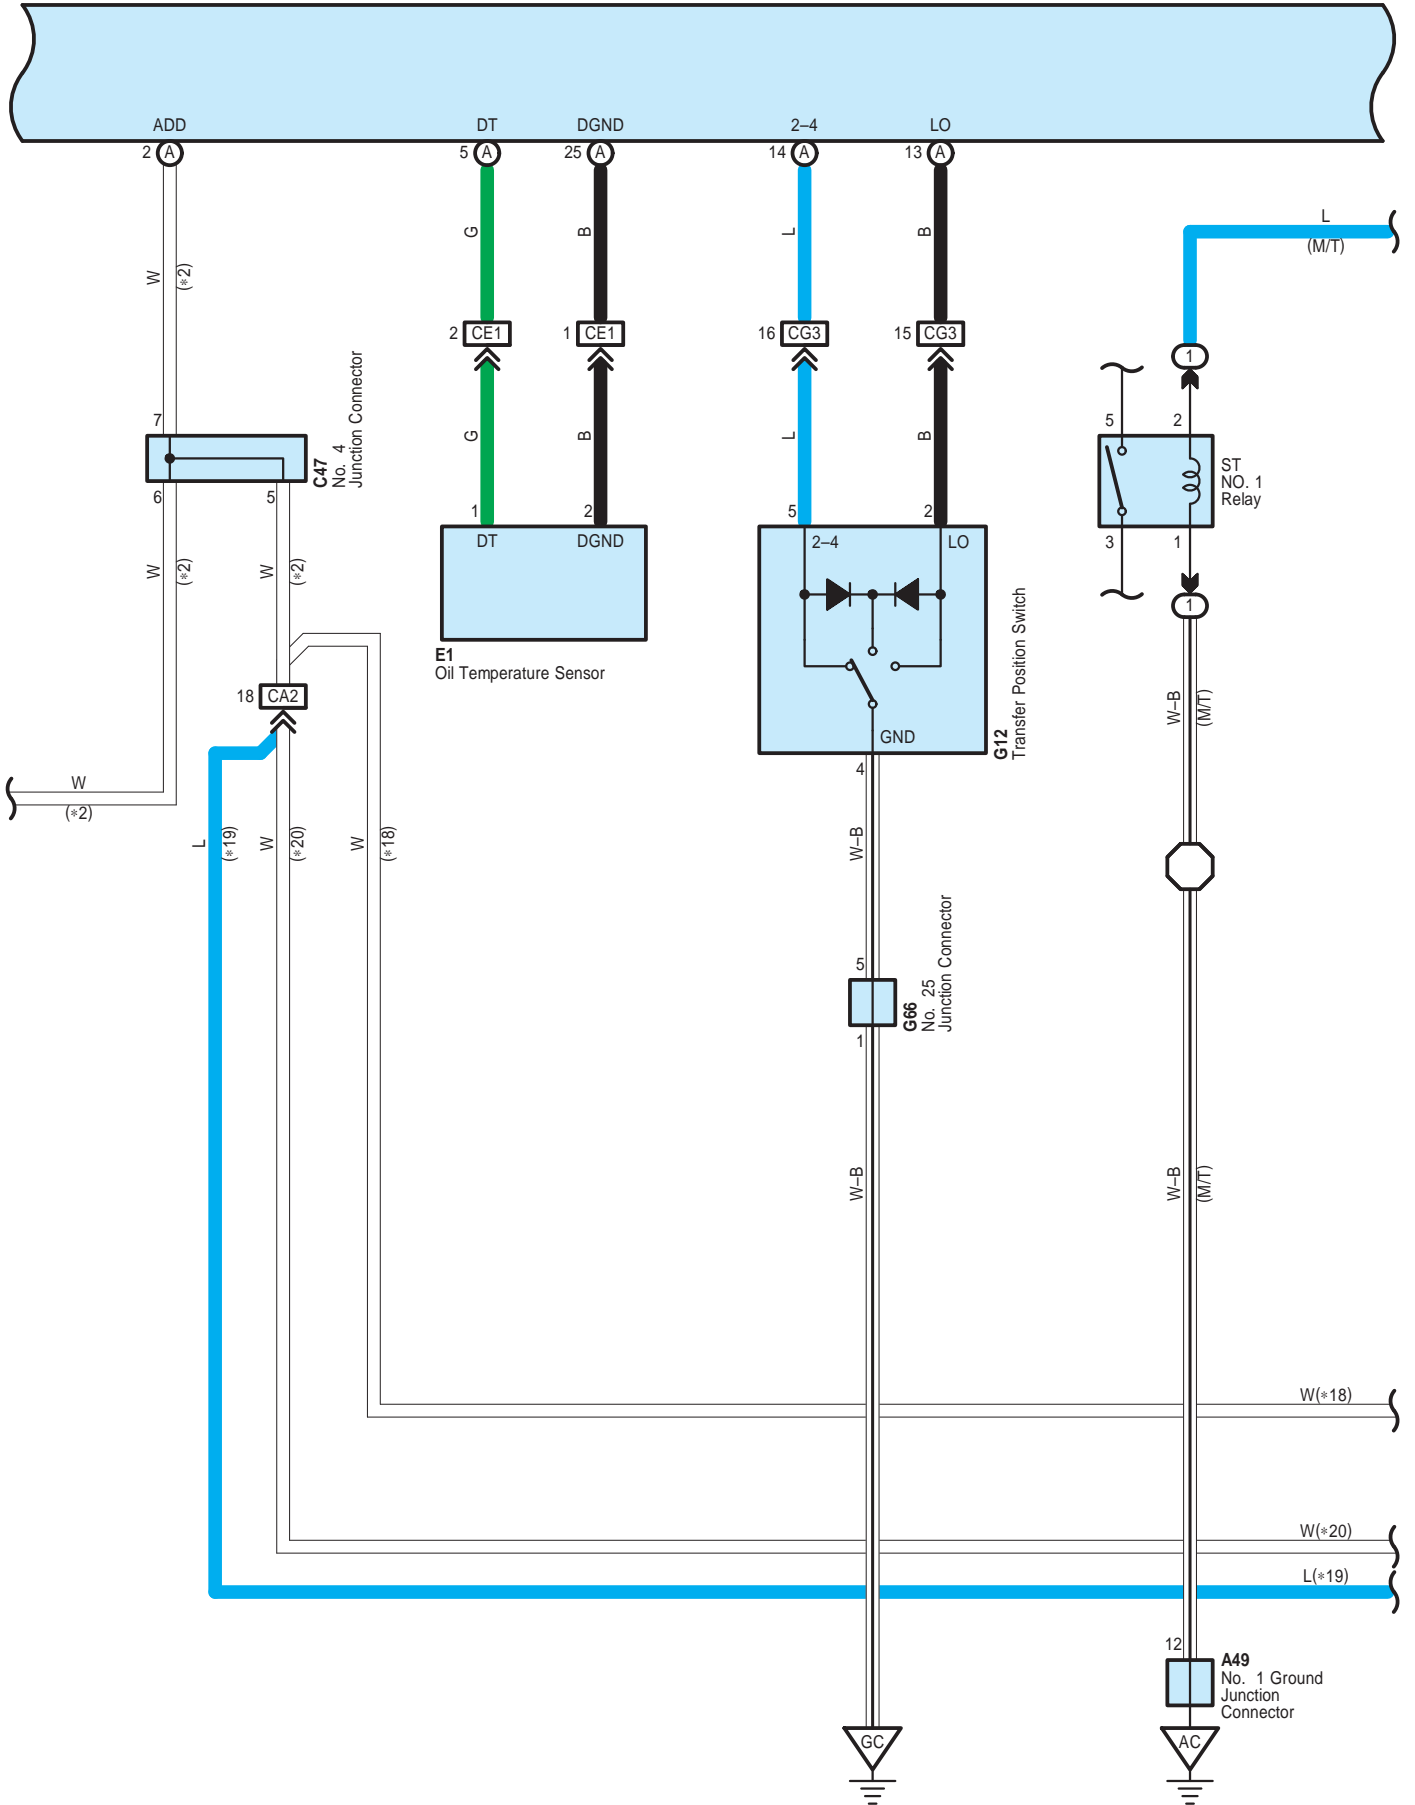 ADD DT DGND 2–4 LO
2 A 5 A 25 A 14 A 13 A
L
(M/T)
G B L B
W
(*2)
2 CE1 1 CE1 16 CG3 15 CG3
1
7
5 2
C47
No. 4
Junction Connector
G B L B
ST
NO. 1
Relay
6 5
1 2 5 2
DT DGND 2–4 LO
3 1
W
(*2)
W
(*2)
1
E1
Oil Temperature Sensor
18 CA2
GND
G12
Transfer Position Switch
W–B
(M/T)
4
W
(*2)
L
(*19)
W
(*20)
W
(*18)
W–B
5
G66
No. 25
Junction Connector
1
W–B
W–B
(M/T)
W(*18)
W(*20)
L(*19)
12
A49
No. 1 Ground
Junction
Connector
GC AC